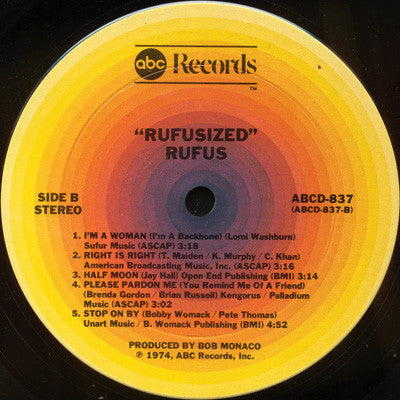 abc Records
™
"RUFUSIZED"
RUFUS
SIDE B
STEREO
ABCD-837
(ABCD-837-B)
1. I'M A WOMAN (I'm A Backbone) (Lomi Washburn)
Sufur Music (ASCAP) 3:18
2. RIGHT IS RIGHT (T. Maiden / K. Murphy / C. Khan)
American Broadcasting Music, Inc. (ASCAP) 3:16
3. HALF MOON (Jay Hall) Open End Publishing (BMI) 3:14
4. PLEASE PARDON ME (You Remind Me Of A Friend)
(Brenda Gordon / Brian Russell) Kengorus / Palladium
Music (ASCAP) 3:02
5. STOP ON BY (Bobby Womack / Pete Thomas)
Unart Music / B. Womack Publishing (BMI) 4:52
PRODUCED BY BOB MONACO
℗ 1974, ABC Records, Inc.